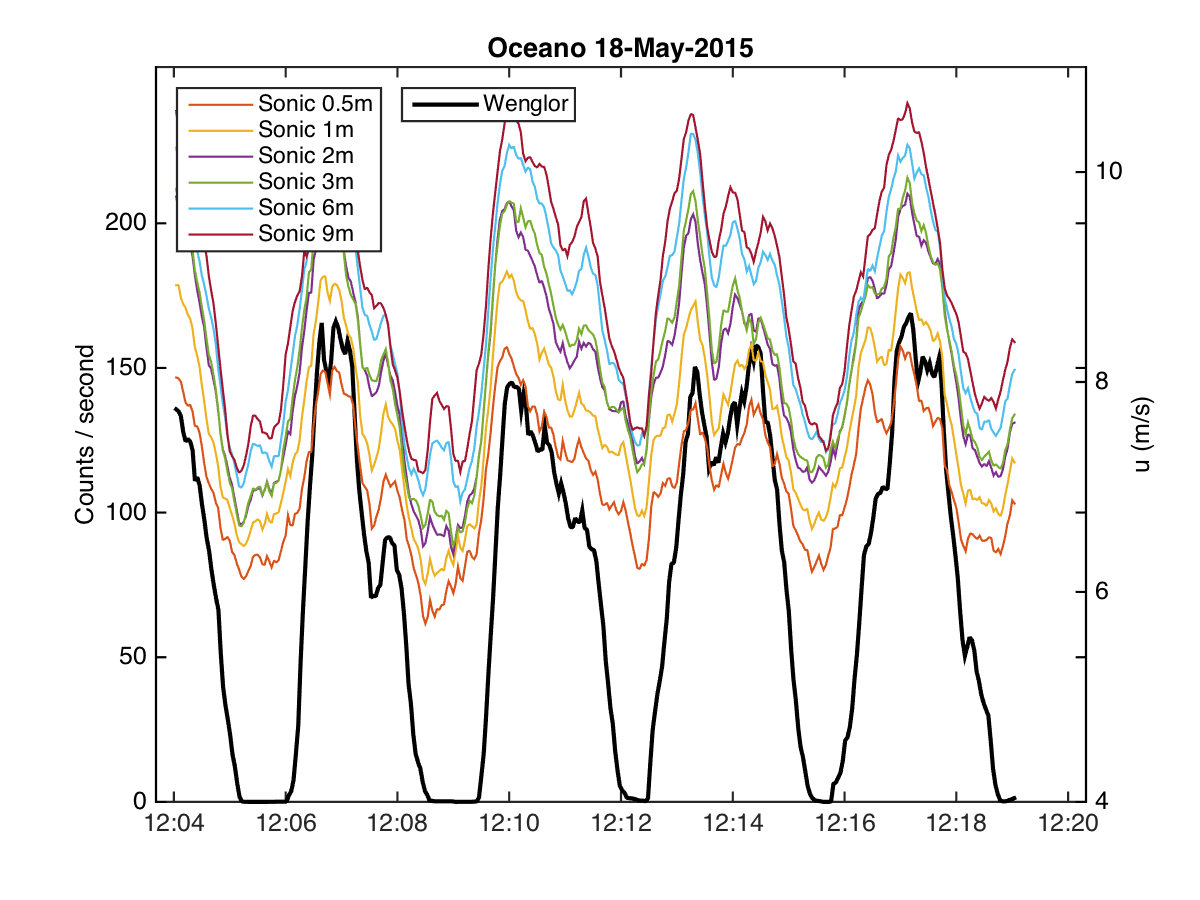 Oceano 18-May-2015
Sonic 0.5m
Sonic 1m
Sonic 2m
Sonic 3m
Sonic 6m
Sonic 9m
Wenglor
Counts / second
200
150
100
50
0
u (m/s)
10
8
6
4
12:04 12:06 12:08 12:10 12:12 12:14 12:16 12:18 12:20